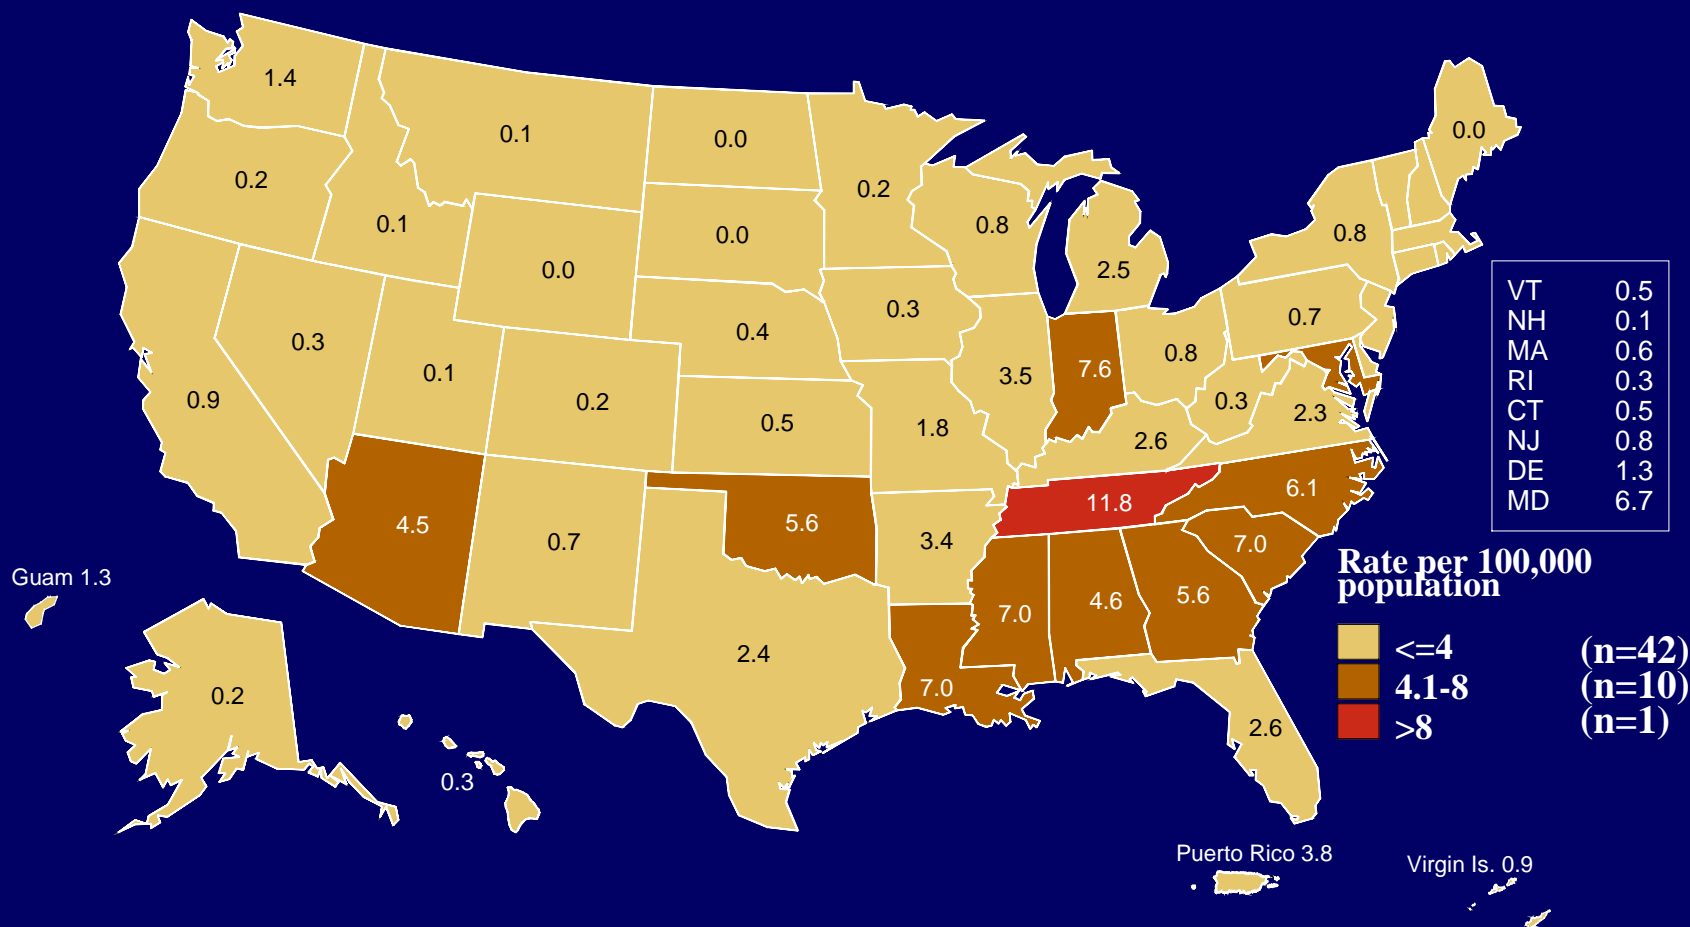 1.4
0.1
0.0
0.0
0.2
0.2
0.1
0.0
0.0
0.2
0.8
2.5
0.8
0.3
0.1
0.4
0.3
0.7
0.9
0.2
0.5
1.8
3.5
7.6
0.8
0.3
2.3
2.6
4.5
0.7
5.6
3.4
11.8
6.1
7.0
2.4
7.0
7.0
4.6
5.6
2.6
VT 0.5
NH 0.1
MA 0.6
RI 0.3
CT 0.5
NJ 0.8
DE 1.3
MD 6.7
Rate per 100,000
population
<=4 (n=42)
4.1-8 (n=10)
>8 (n=1)
Guam 1.3
0.2
0.3
Puerto Rico 3.8
Virgin Is. 0.9